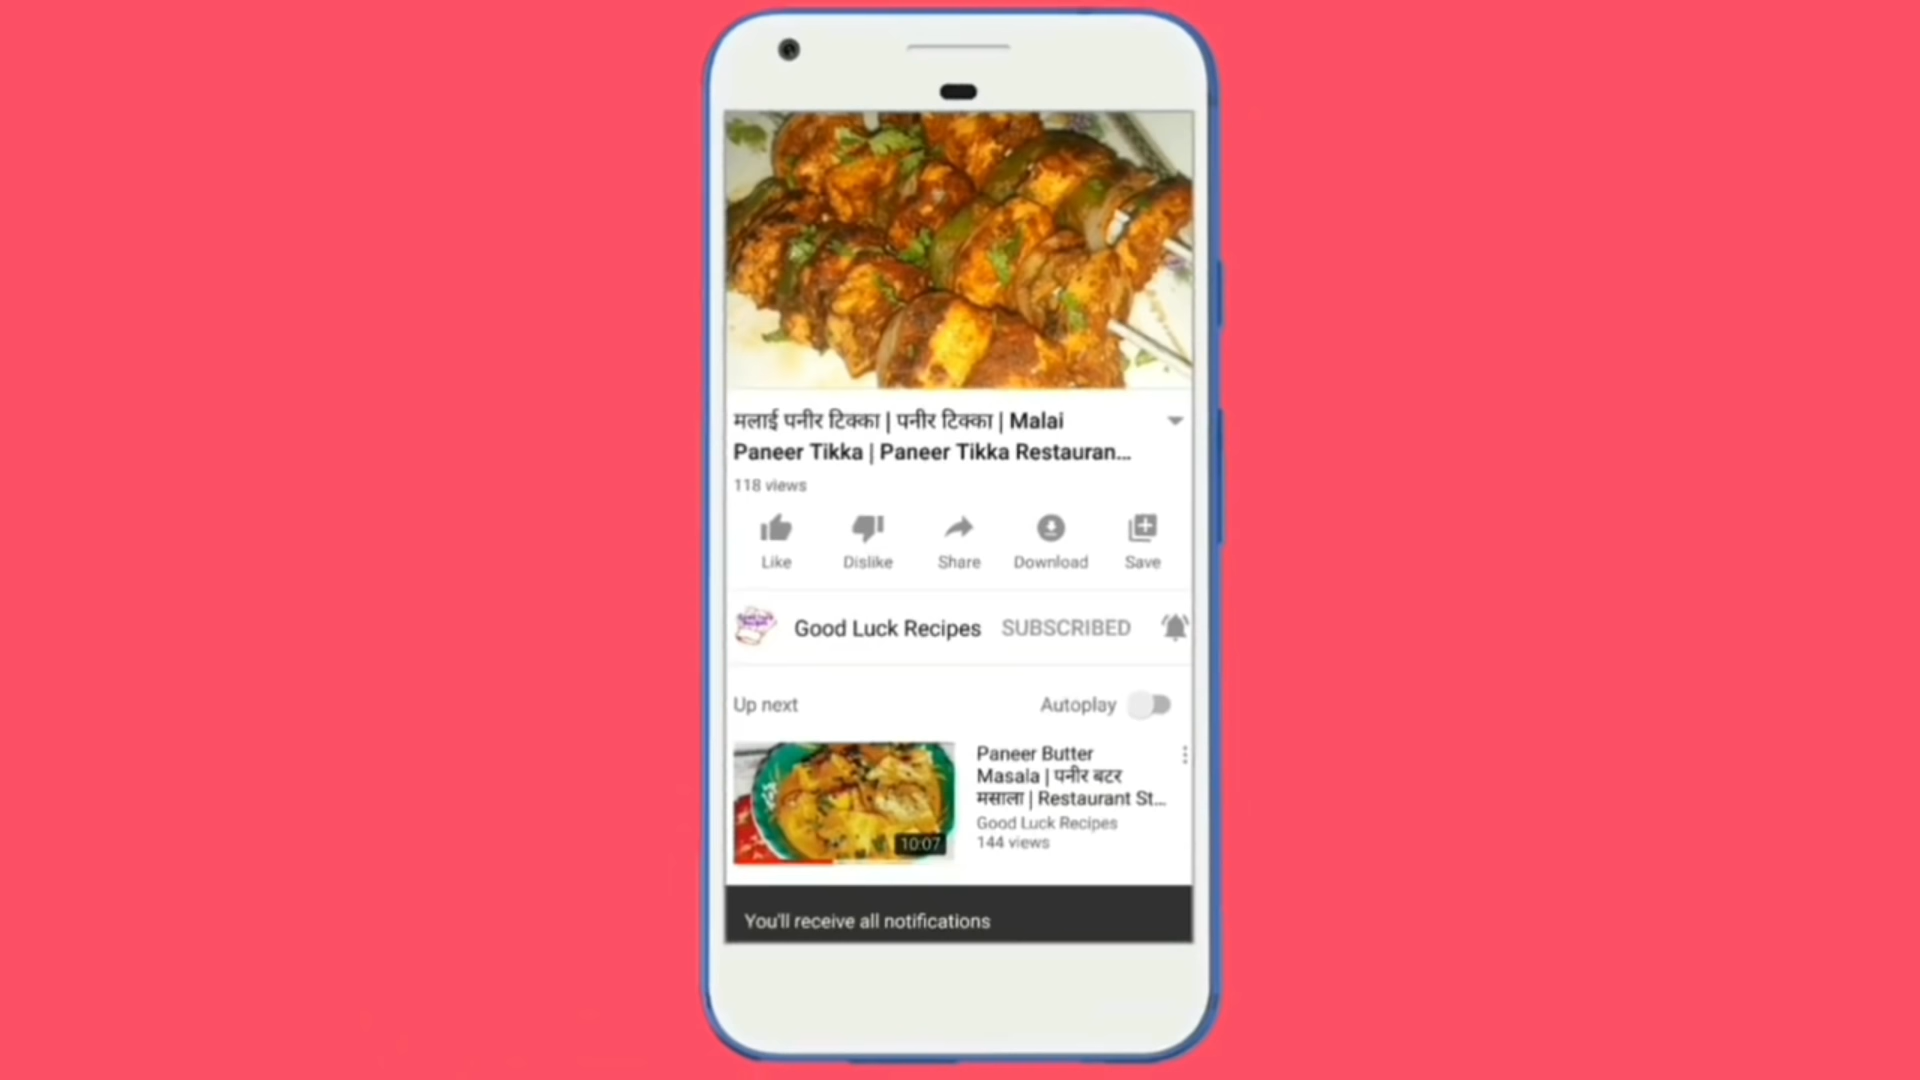 मलाई पनीर टिक्का | पनीर टिक्का | Malai
Paneer Tikka | Paneer Tikka Restauran...
118 views
Like Dislike Share Download Save
Good Luck Recipes SUBSCRIBED
Up next Autoplay
Paneer Butter
Masala | पनीर बटर
मसाला | Restaurant St...
Good Luck Recipes
144 views
10:07
You'll receive all notifications